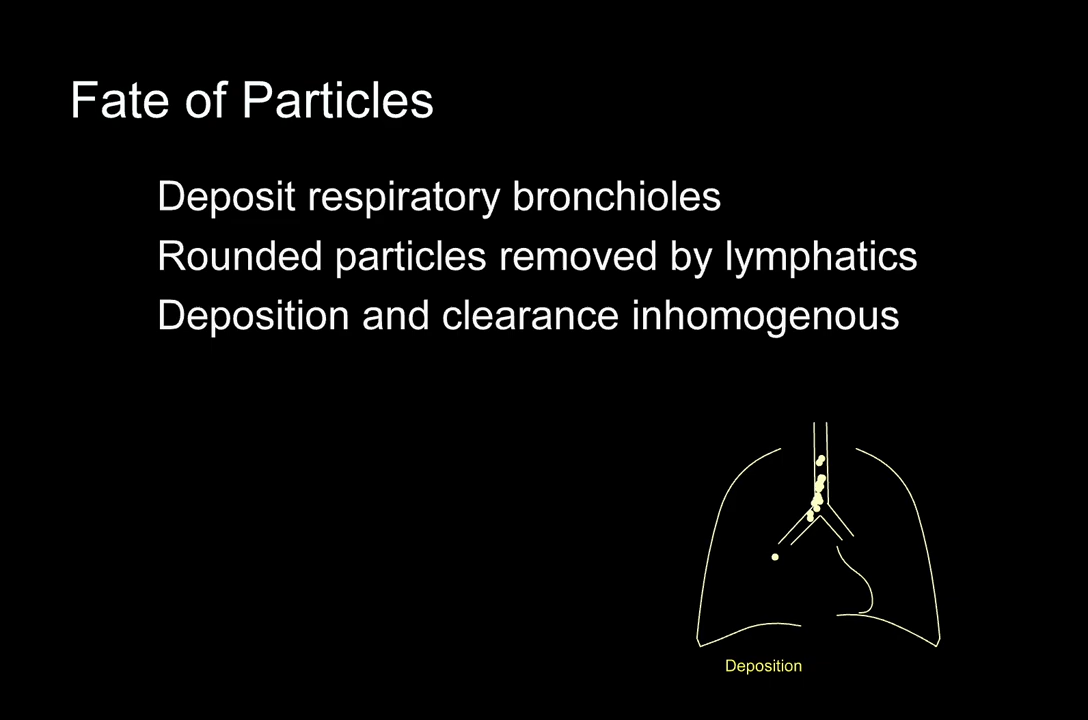 Fate of Particles
Deposit respiratory bronchioles
Rounded particles removed by lymphatics
Deposition and clearance inhomogenous
Deposition